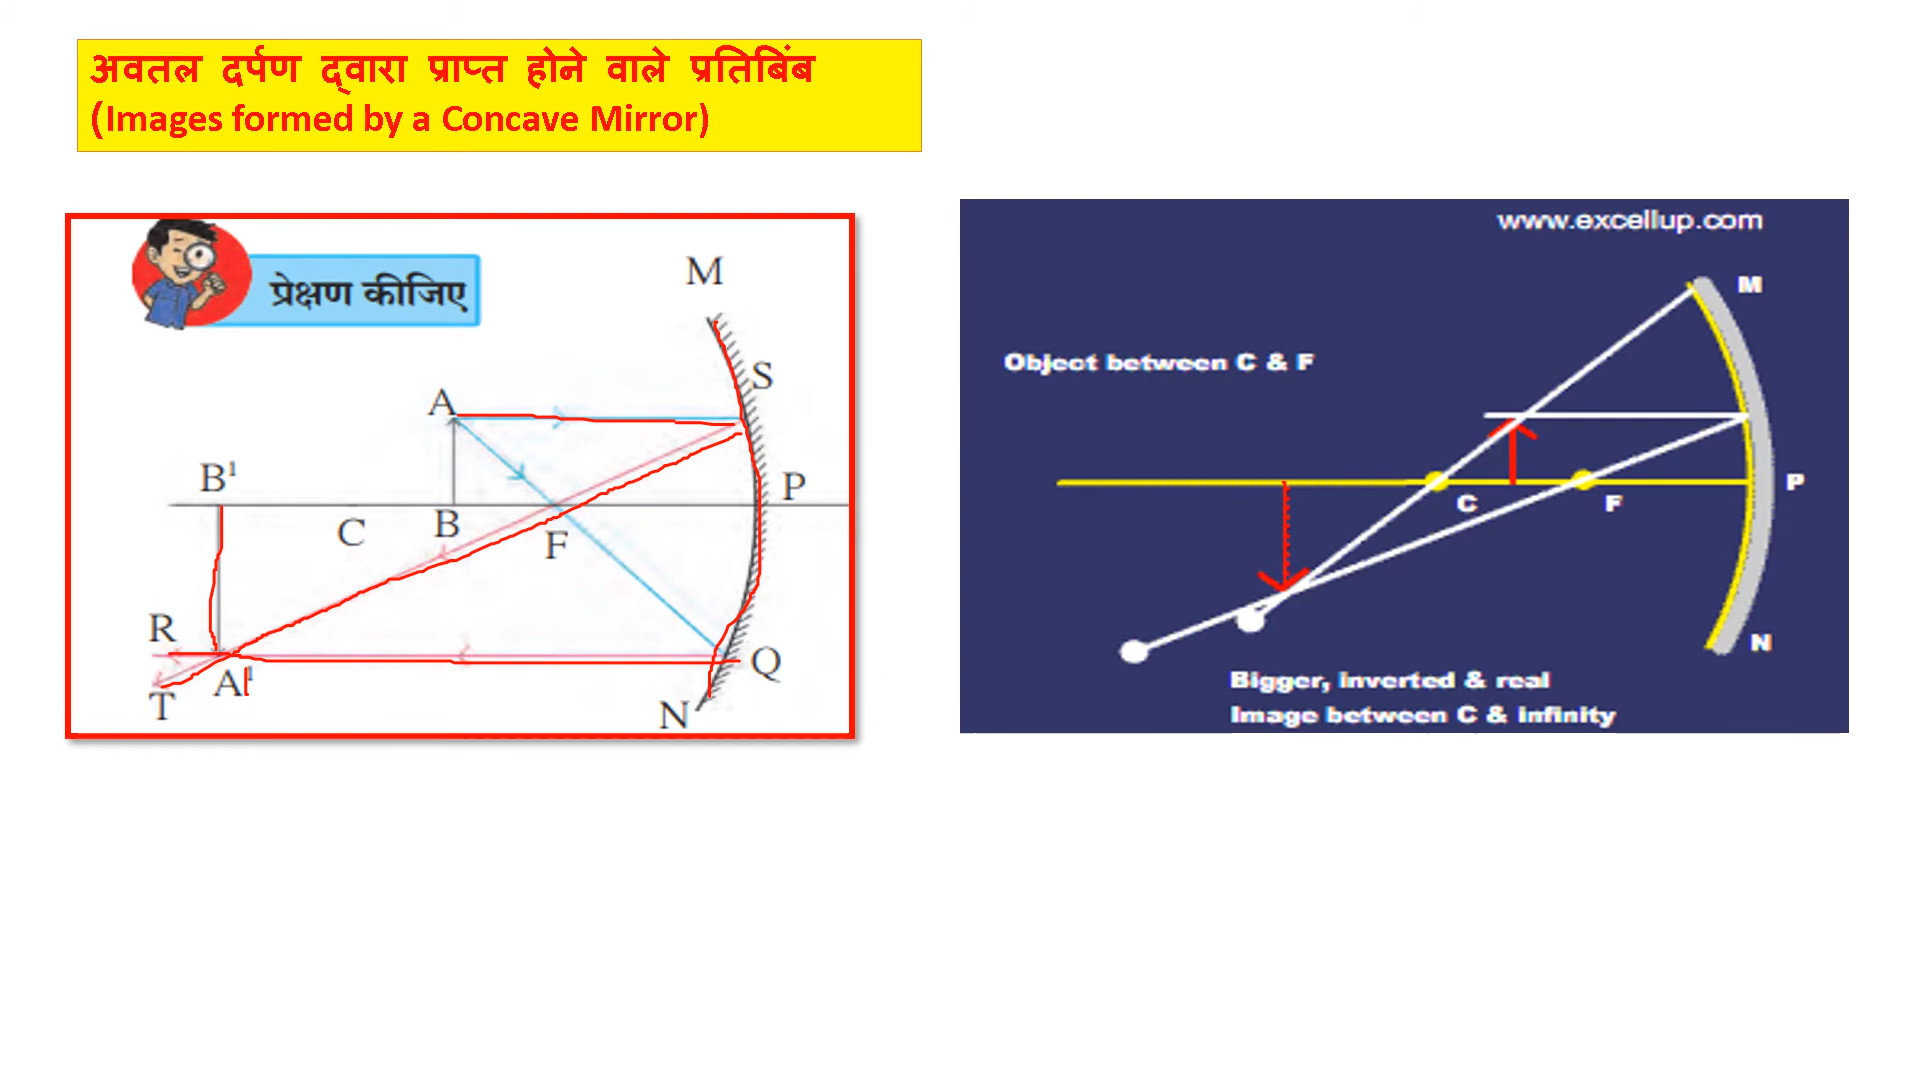 अवतल दर्पण द्वारा प्राप्त होने वाले प्रतिबिंब
(Images formed by a Concave Mirror)
प्रेक्षण कीजिए
M
S
A
B¹
P
C
B
F
R
A¹
Q
T
N
www.excellup.com
M
Object between C & F
P
C
F
N
Bigger, inverted & real
Image between C & infinity